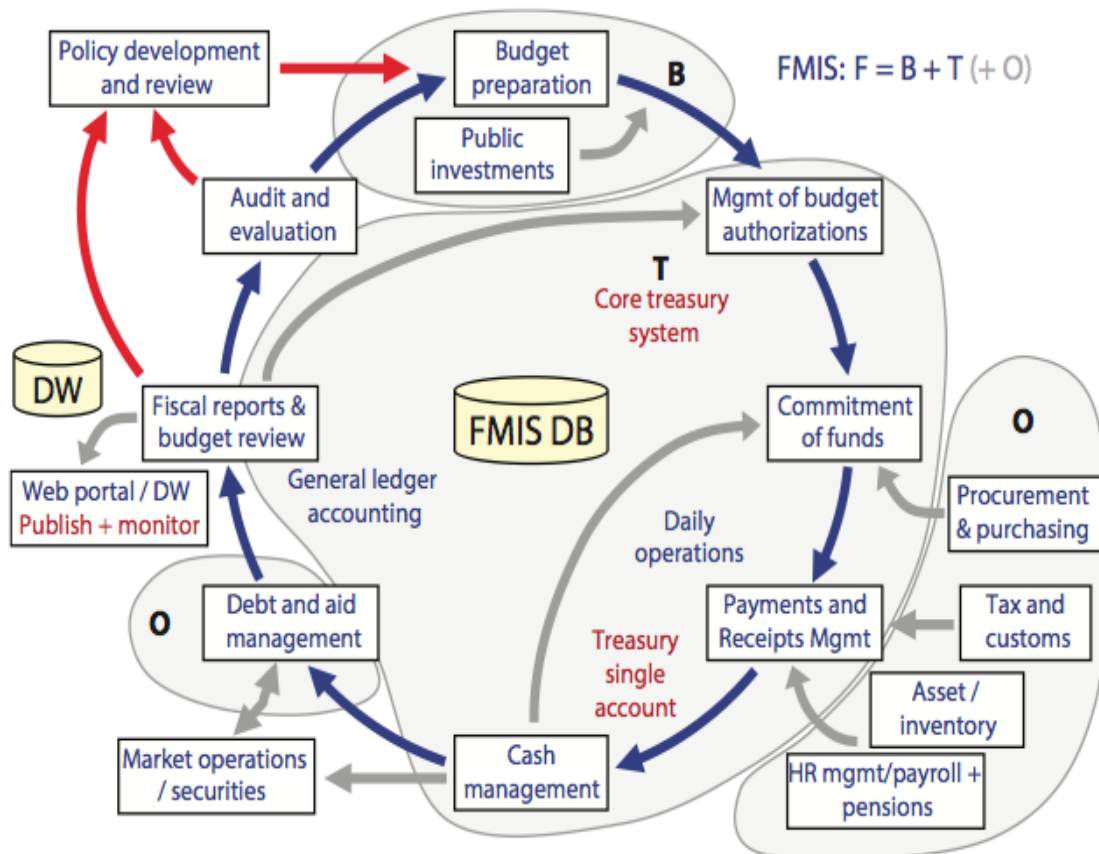 Policy development
and review
Budget
preparation
B
FMIS: F = B + T (+ O)
Public
investments
Audit and
evaluation
Mgmt of budget
authorizations
T
Core treasury
system
DW
Fiscal reports &
budget review
FMIS DB
Commitment
of funds
O
Web portal / DW
Publish + monitor
General ledger
accounting
Procurement
& purchasing
Daily
operations
O
Debt and aid
management
Payments and
Receipts Mgmt
Tax and
customs
Treasury
single
account
Asset /
inventory
Market operations
/ securities
Cash
management
HR mgmt/payroll +
pensions